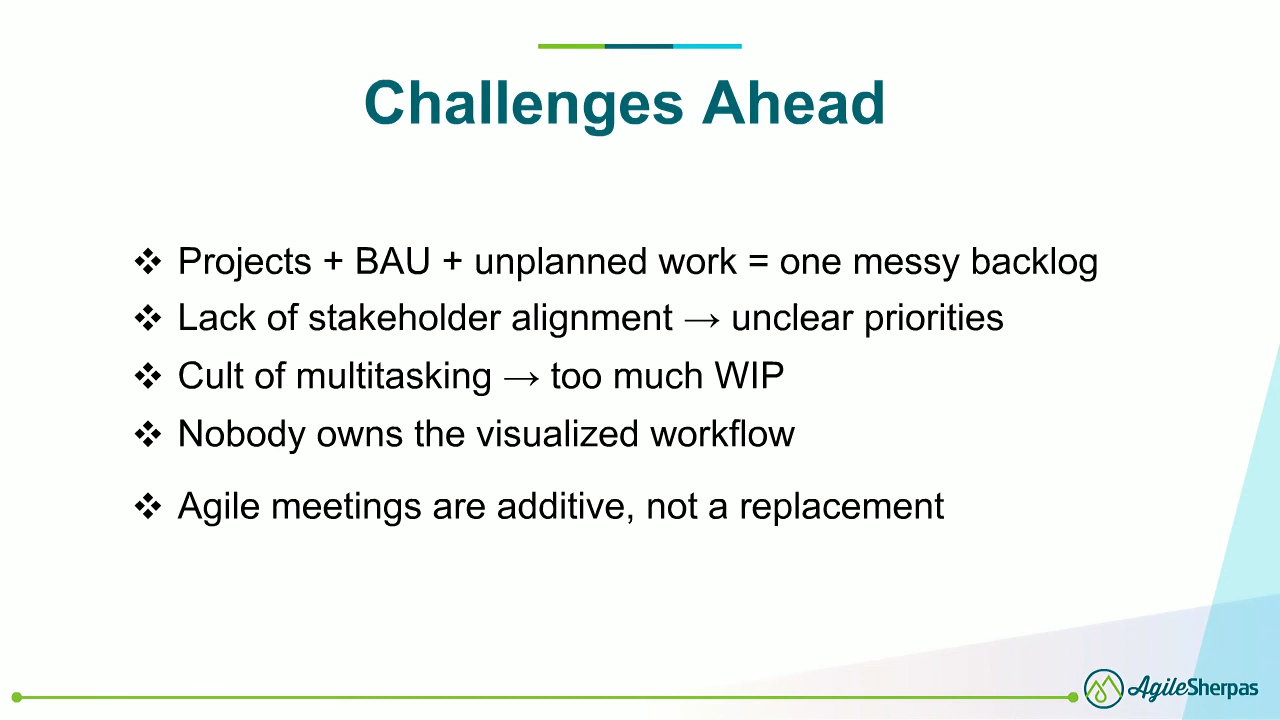 Challenges Ahead
❖ Projects + BAU + unplanned work = one messy backlog
❖ Lack of stakeholder alignment → unclear priorities
❖ Cult of multitasking → too much WIP
❖ Nobody owns the visualized workflow
❖ Agile meetings are additive, not a replacement
AgileSherpas